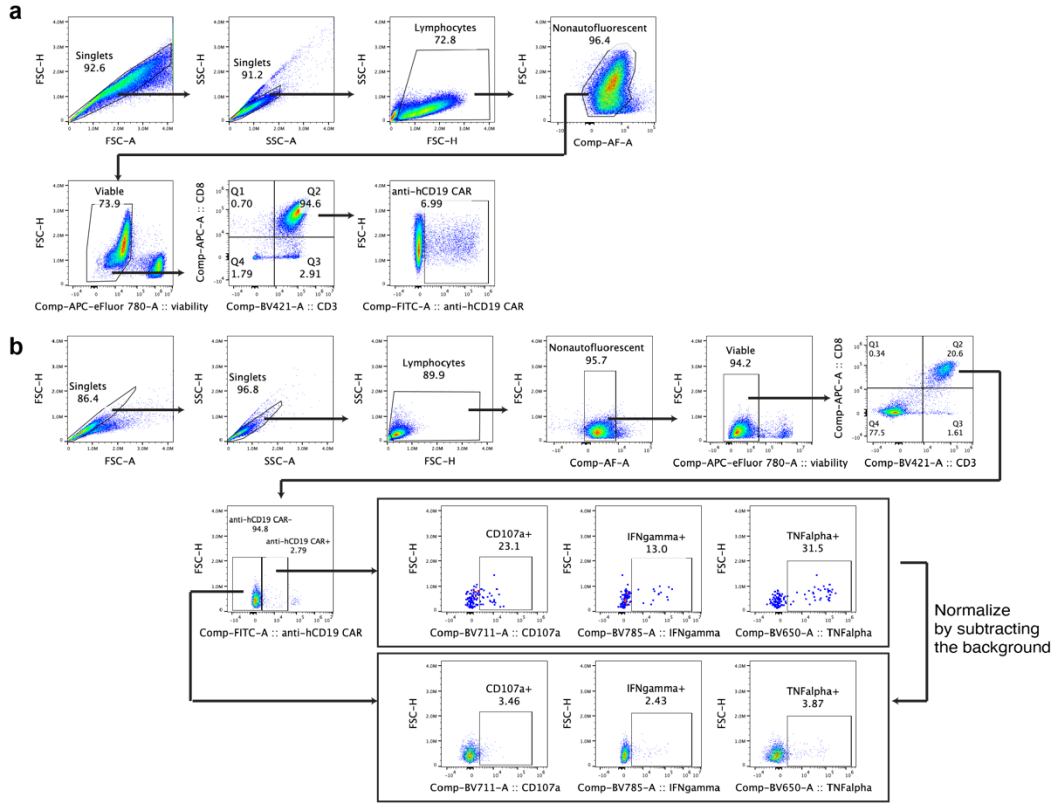 a
Singlets
92.6
FSC-H
FSC-A
Singlets
91.2
SSC-H
SSC-A
Lymphocytes
72.8
SSC-H
FSC-H
Nonautofluorescent
96.4
FSC-H
Comp-AF-A
Viable
73.9
FSC-H
Comp-APC-eFluor 780-A :: viability
Q1
0.70
Q2
94.6
Q4
1.79
Q3
2.91
Comp-APC-A :: CD8
Comp-BV421-A :: CD3
anti-hCD19 CAR
6.99
FSC-H
Comp-FITC-A :: anti-hCD19 CAR
b
Singlets
86.4
FSC-H
FSC-A
Singlets
96.8
SSC-H
SSC-A
Lymphocytes
89.9
SSC-H
FSC-H
Nonautofluorescent
95.7
FSC-H
Comp-AF-A
Viable
94.2
FSC-H
Comp-APC-eFluor 780-A :: viability
Q1
0.34
Q2
20.6
Q4
77.5
Q3
1.61
Comp-APC-A :: CD8
Comp-BV421-A :: CD3
anti-hCD19 CAR-
94.8
anti-hCD19 CAR+
2.79
FSC-H
Comp-FITC-A :: anti-hCD19 CAR
CD107a+
23.1
FSC-H
Comp-BV711-A :: CD107a
IFNgamma+
13.0
FSC-H
Comp-BV785-A :: IFNgamma
TNFalpha+
31.5
FSC-H
Comp-BV650-A :: TNFalpha
Normalize
by subtracting
the background
CD107a+
3.46
FSC-H
Comp-BV711-A :: CD107a
IFNgamma+
2.43
FSC-H
Comp-BV785-A :: IFNgamma
TNFalpha+
3.87
FSC-H
Comp-BV650-A :: TNFalpha